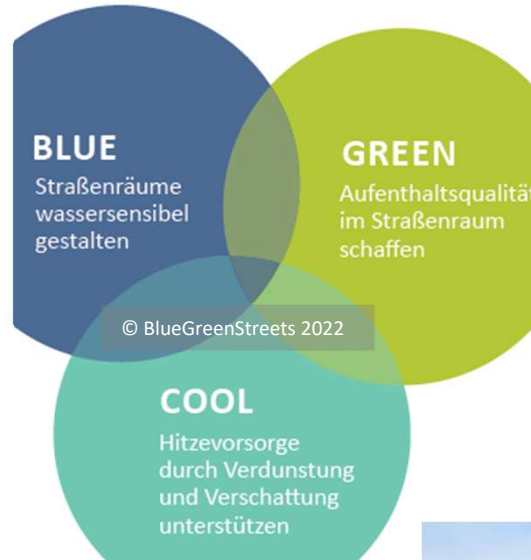 BLUE
Straßenräume
wassersensibel
gestalten
GREEN
Aufenthaltsqualität
im Straßenraum
schaffen
© BlueGreenStreets 2022
COOL
Hitzevorsorge
durch Verdunstung
und Verschattung
unterstützen